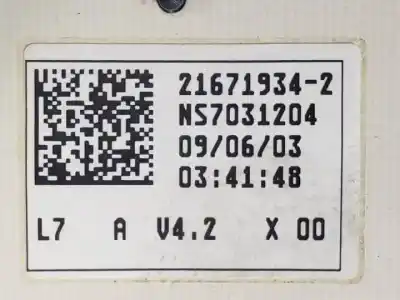 21671934-2
NS7031204
09/06/03
03:41:48
L7 A V4.2 X 00